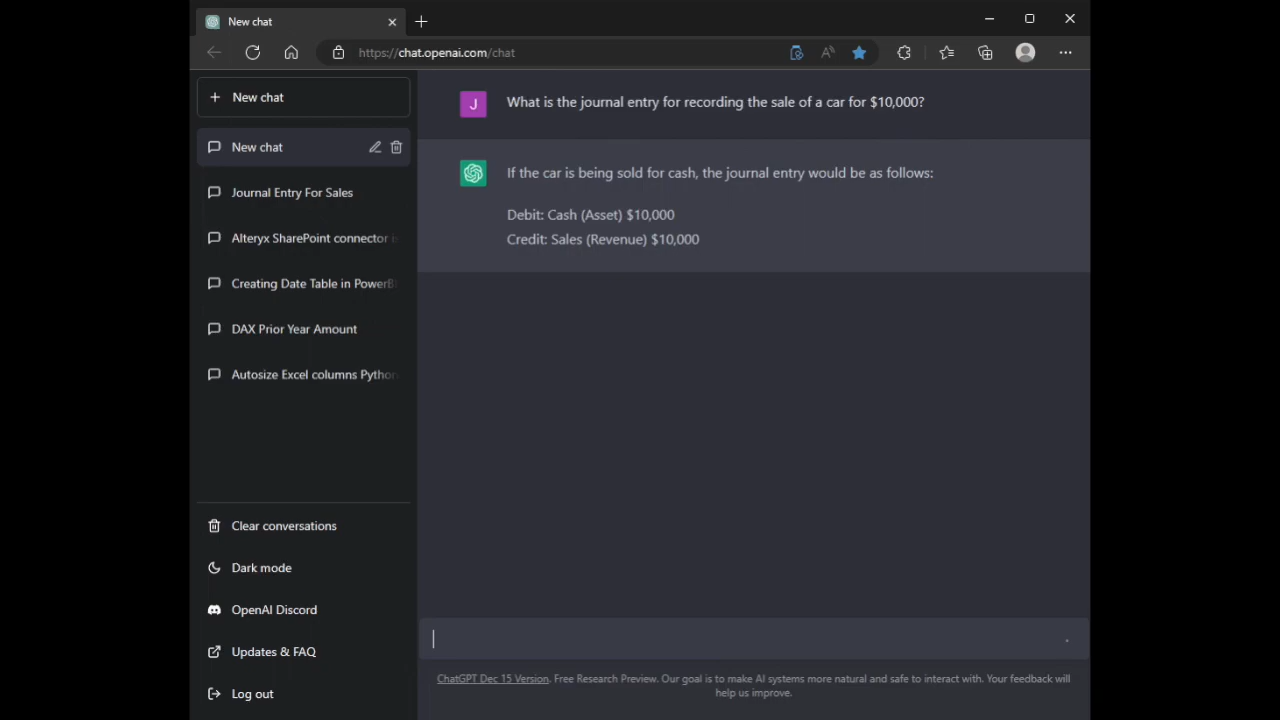 New chat
https://chat.openai.com/chat
New chat
New chat
Journal Entry For Sales
Alteryx SharePoint connector
Creating Date Table in PowerB
DAX Prior Year Amount
Autosize Excel columns Python
Clear conversations
Dark mode
OpenAI Discord
Updates & FAQ
Log out
J
What is the journal entry for recording the sale of a car for $10,000?
If the car is being sold for cash, the journal entry would be as follows:
Debit: Cash (Asset) $10,000
Credit: Sales (Revenue) $10,000
ChatGPT Dec 15 Version. Free Research Preview. Our goal is to make AI systems more natural and safe to interact with. Your feedback will
help us improve.